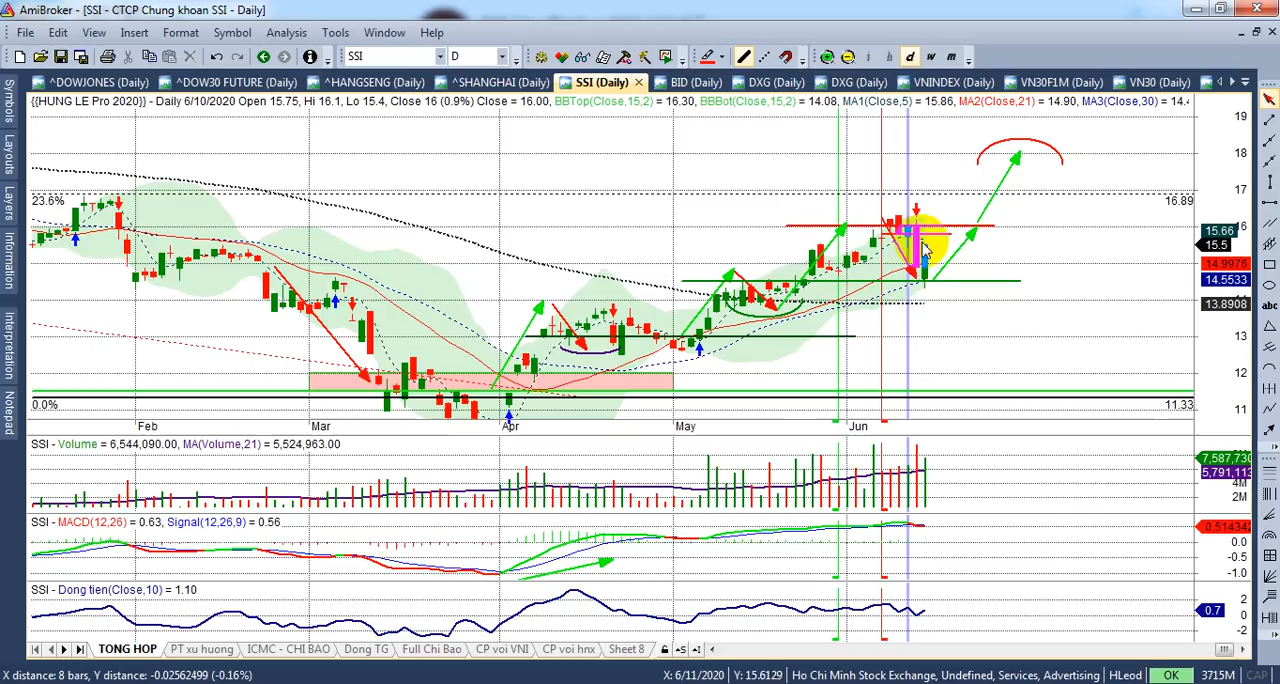 AmiBroker - [SSI - CTCP Chung khoan SSI - Daily]
File Edit View Insert Format Symbol Analysis Tools Window Help
SSI D i h d w m
^DOWJONES (Daily) ^DOW30 FUTURE (Daily) ^HANGSENG (Daily) ^SHANGHAI (Daily) SSI (Daily) BID (Daily) DXG (Daily) DXG (Daily) VNINDEX (Daily) VN30F1M (Daily) VN30 (Daily)
{{HUNG LE Pro 2020}} - Daily 6/10/2020 Open 15.75, Hi 16.1, Lo 15.4, Close 16 (0.9%) Close = 16.00, BBTop(Close,15,2) = 16.30, BBBot(Close,15,2) = 14.08, MA1(Close,5) = 15.86, MA2(Close,21) = 14.90, MA3(Close,30) = 14.4
Symbols
Layouts
Layers
Information
Interpretation
Notepad
19
18
17
23.6%
16.89
16
15.66
15.5
14.9976
14.5533
13.8908
13
12
0.0%
11.33
11
Feb Mar Apr May Jun
SSI - Volume = 6,544,090.00, MA(Volume,21) = 5,524,963.00
7,587,730
5,791,113
4M
2M
SSI - MACD(12,26) = 0.63, Signal(12,26,9) = 0.56
0.514342
0.0
-0.5
-1.0
SSI - Dong tien(Close,10) = 1.10
2
0.7
0
-2
TONG HOP PT xu huong ICMC - CHI BAO Dong TG Full Chi Bao CP voi VNI CP voi hnx Sheet 8
X distance: 8 bars, Y distance: -0.02562499 (-0.16%) X: 6/11/2020 Y: 15.6129 Ho Chi Minh Stock Exchange, Undefined, Services, Advertising HLeod OK 3715M CAP
abc